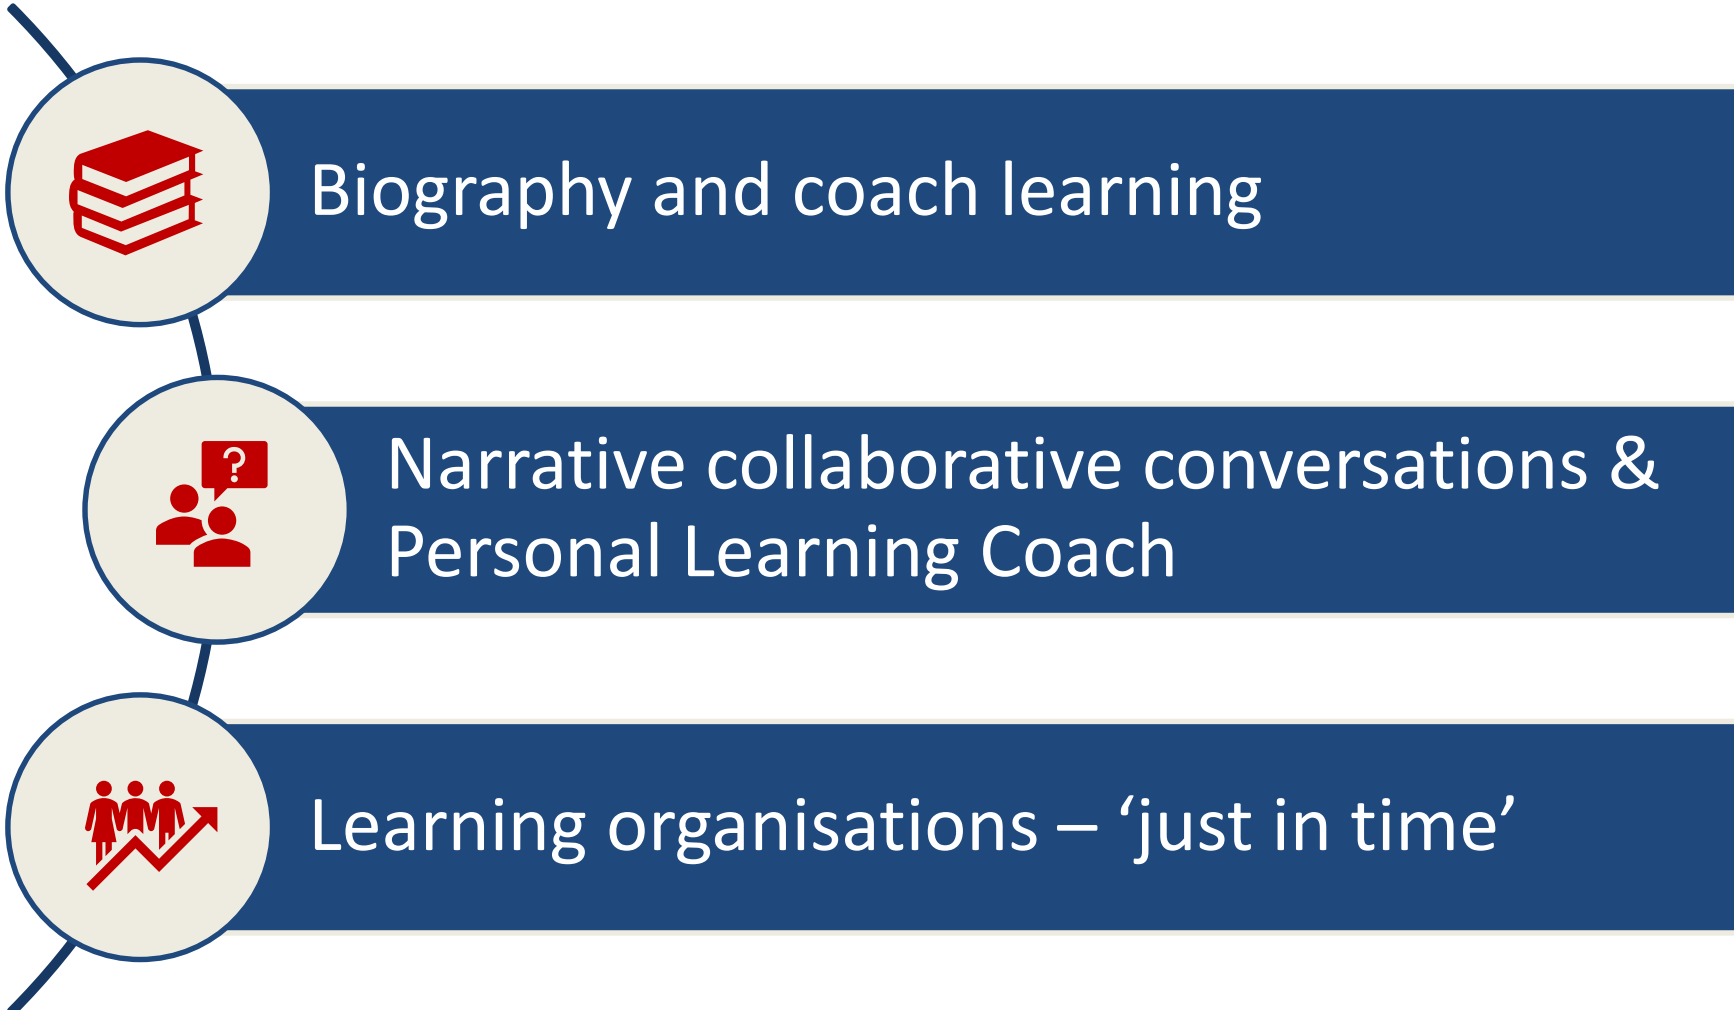 Biography and coach learning
?
Narrative collaborative conversations &
Personal Learning Coach
Learning organisations – ‘just in time’